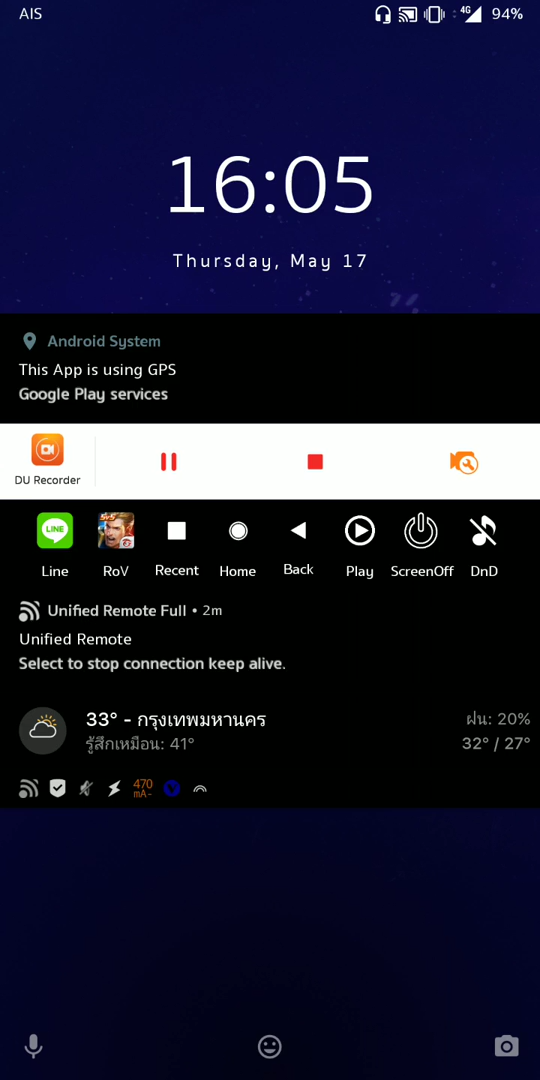 AIS 4G 94%
16:05
Thursday, May 17
Android System
This App is using GPS
Google Play services
DU Recorder
LINE 5v5
Line RoV Recent Home Back Play ScreenOff DnD
Unified Remote Full • 2m
Unified Remote
Select to stop connection keep alive.
33° - กรุงเทพมหานคร ฝน: 20%
รู้สึกเหมือน: 41° 32° / 27°
470
mA~